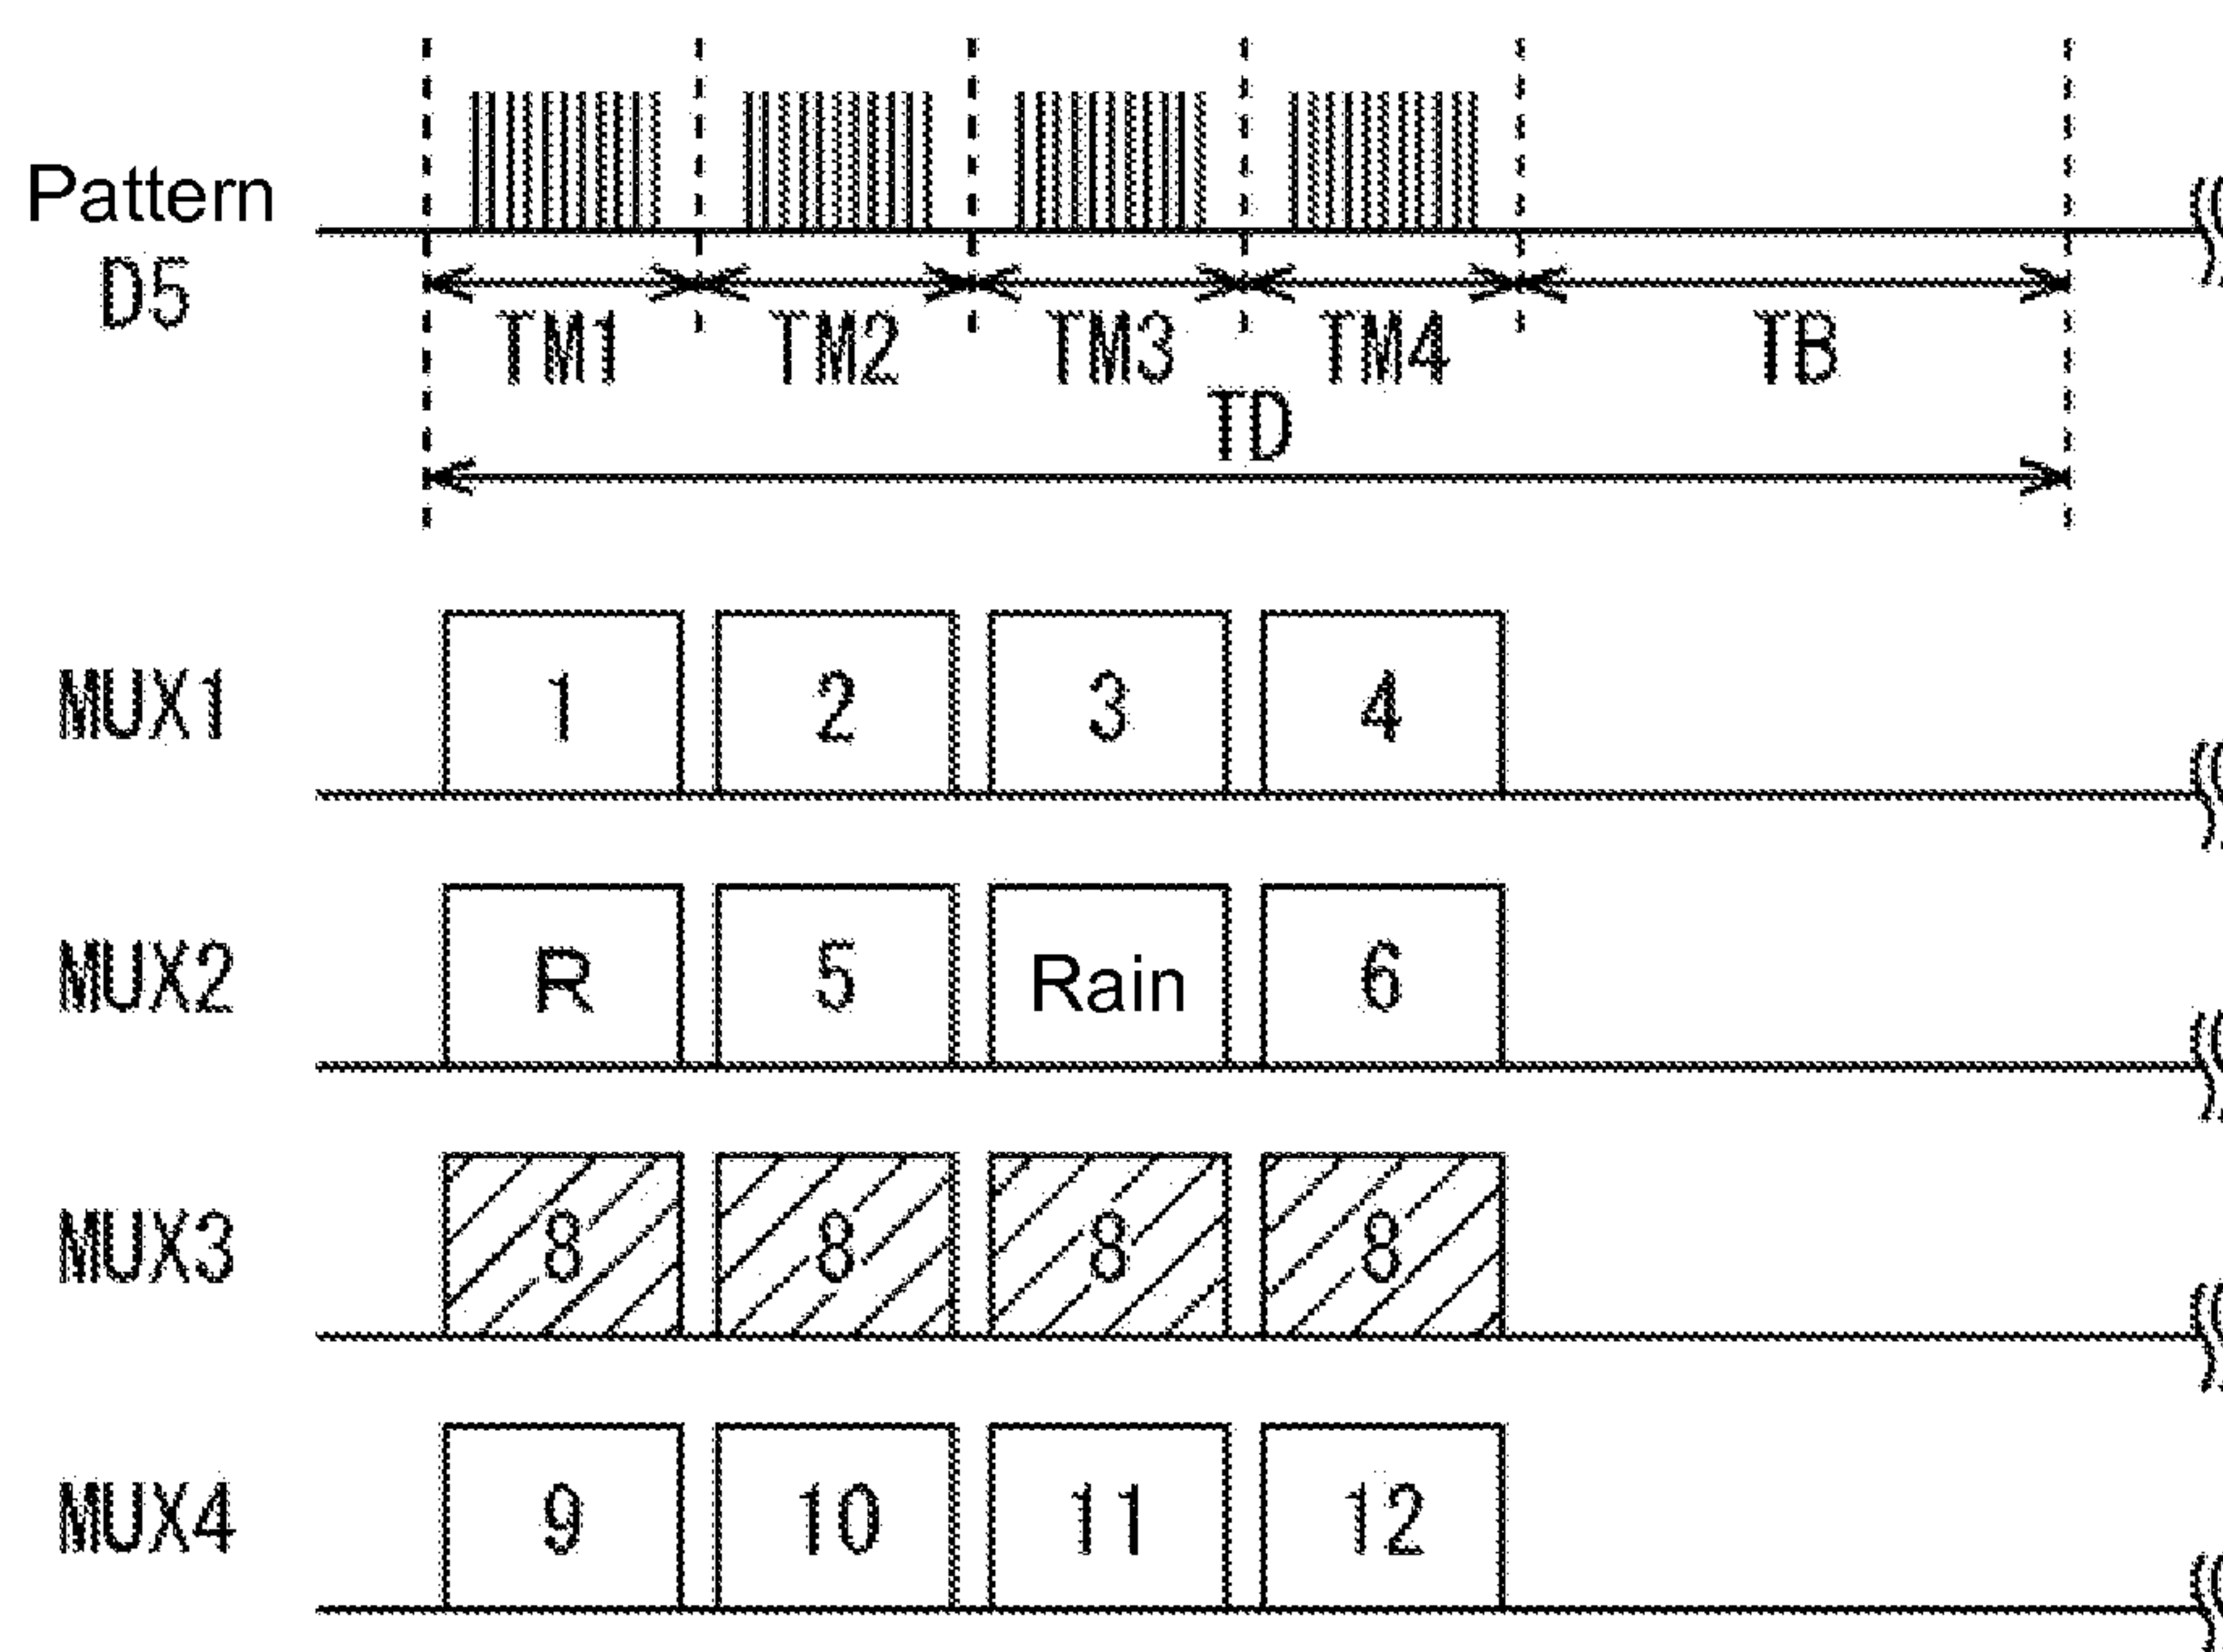 Pattern
D5
TM1 TM2 TM3 TM4 TB
TD
MUX1 1 2 3 4
MUX2 R 5 Rain 6
MUX3 8 8 8 8
MUX4 9 10 11 12